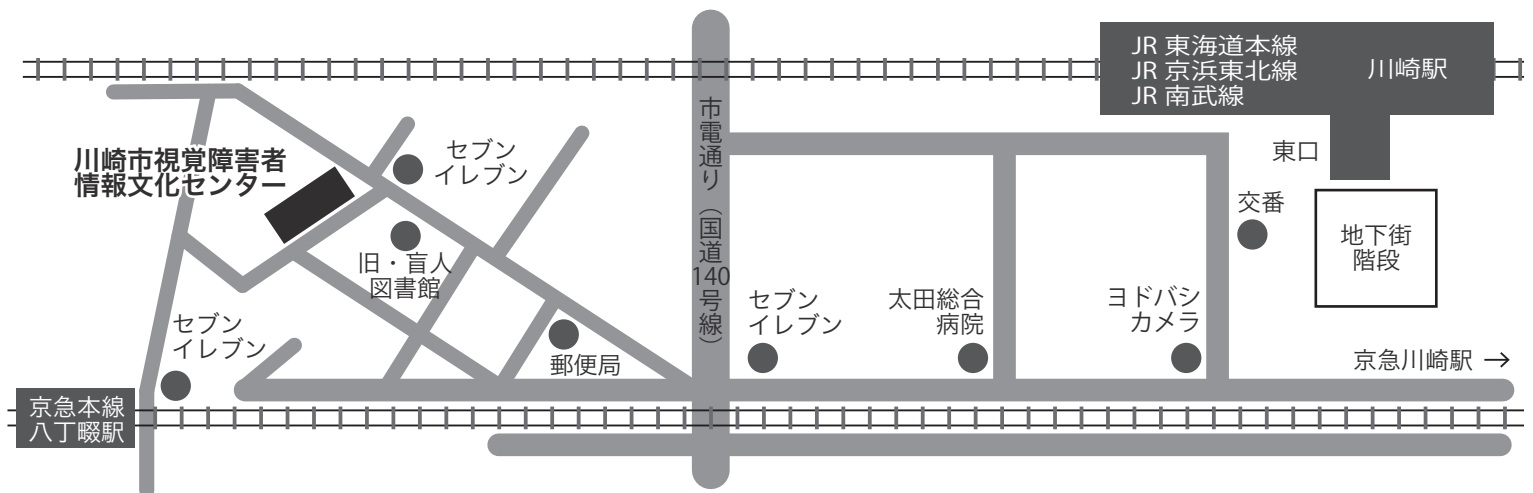 JR 東海道本線
JR 京浜東北線
JR 南武線
川崎駅
東口
交番
地下街
階段
市電通り（国道140号線）
川崎市視覚障害者
情報文化センター
セブン
イレブン
旧・盲人
図書館
セブン
イレブン
郵便局
セブン
イレブン
太田総合
病院
ヨドバシ
カメラ
京急川崎駅 →
京急本線
八丁畷駅